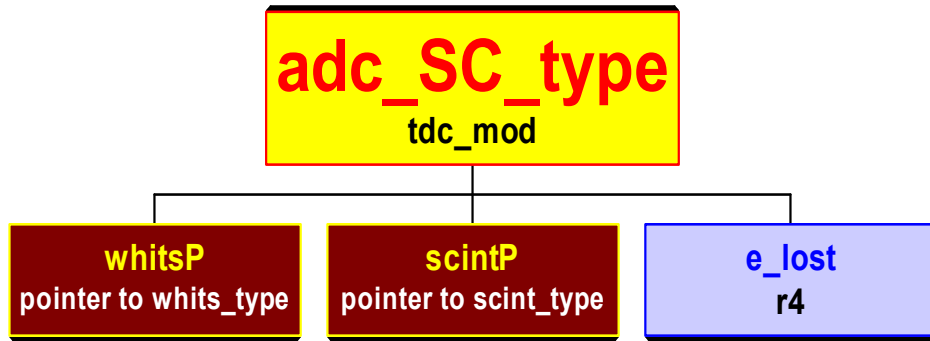 adc_SC_type
tdc_mod
whitsP
pointer to whits_type
scintP
pointer to scint_type
e_lost
r4